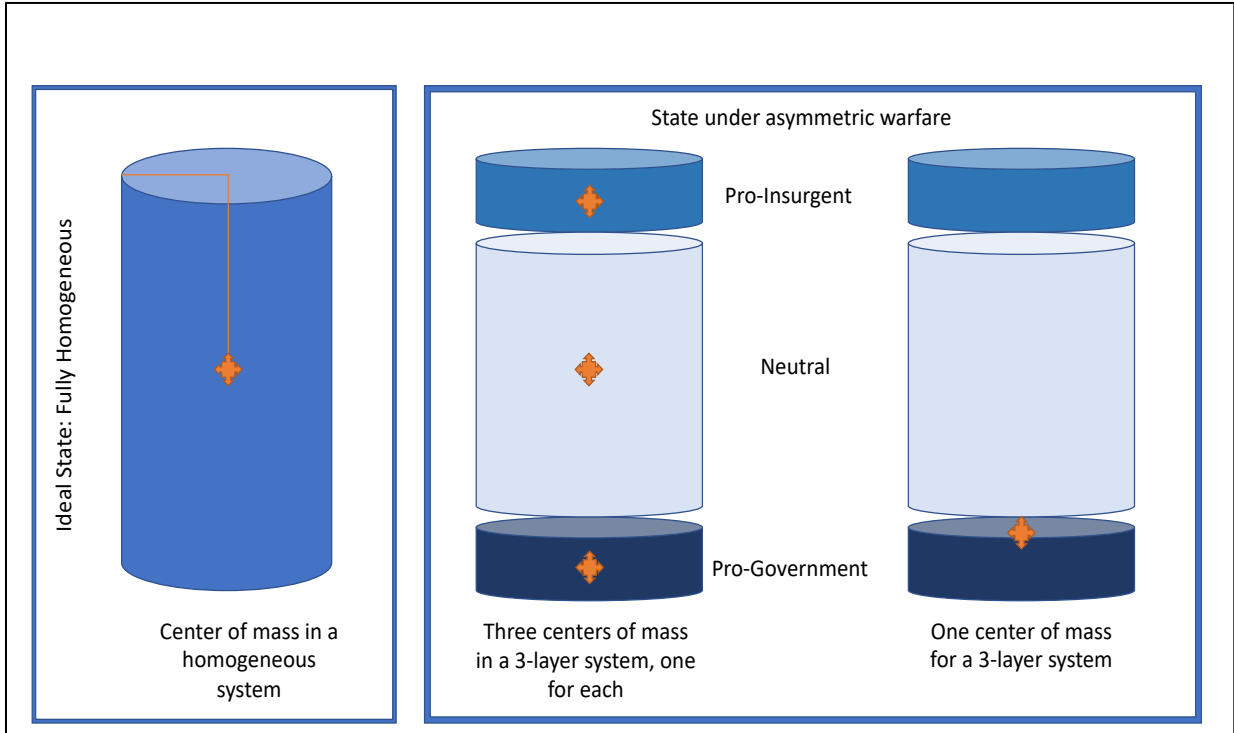 Ideal State: Fully Homogeneous
Center of mass in a
homogeneous
system
State under asymmetric warfare
Pro-Insurgent
Neutral
Pro-Government
Three centers of mass
in a 3-layer system, one
for each
One center of mass
for a 3-layer system